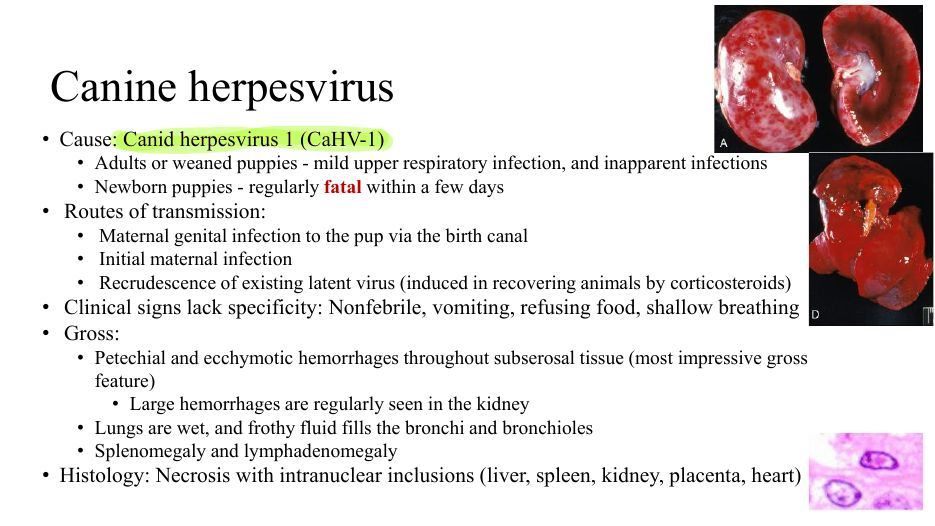 Canine herpesvirus
• Cause: Canid herpesvirus 1 (CaHV-1)
• Adults or weaned puppies - mild upper respiratory infection, and inapparent infections
• Newborn puppies - regularly fatal within a few days
• Routes of transmission:
• Maternal genital infection to the pup via the birth canal
• Initial maternal infection
• Recrudescence of existing latent virus (induced in recovering animals by corticosteroids)
• Clinical signs lack specificity: Nonfebrile, vomiting, refusing food, shallow breathing
• Gross:
• Petechial and ecchymotic hemorrhages throughout subserosal tissue (most impressive gross
feature)
• Large hemorrhages are regularly seen in the kidney
• Lungs are wet, and frothy fluid fills the bronchi and bronchioles
• Splenomegaly and lymphadenomegaly
• Histology: Necrosis with intranuclear inclusions (liver, spleen, kidney, placenta, heart)
A
D